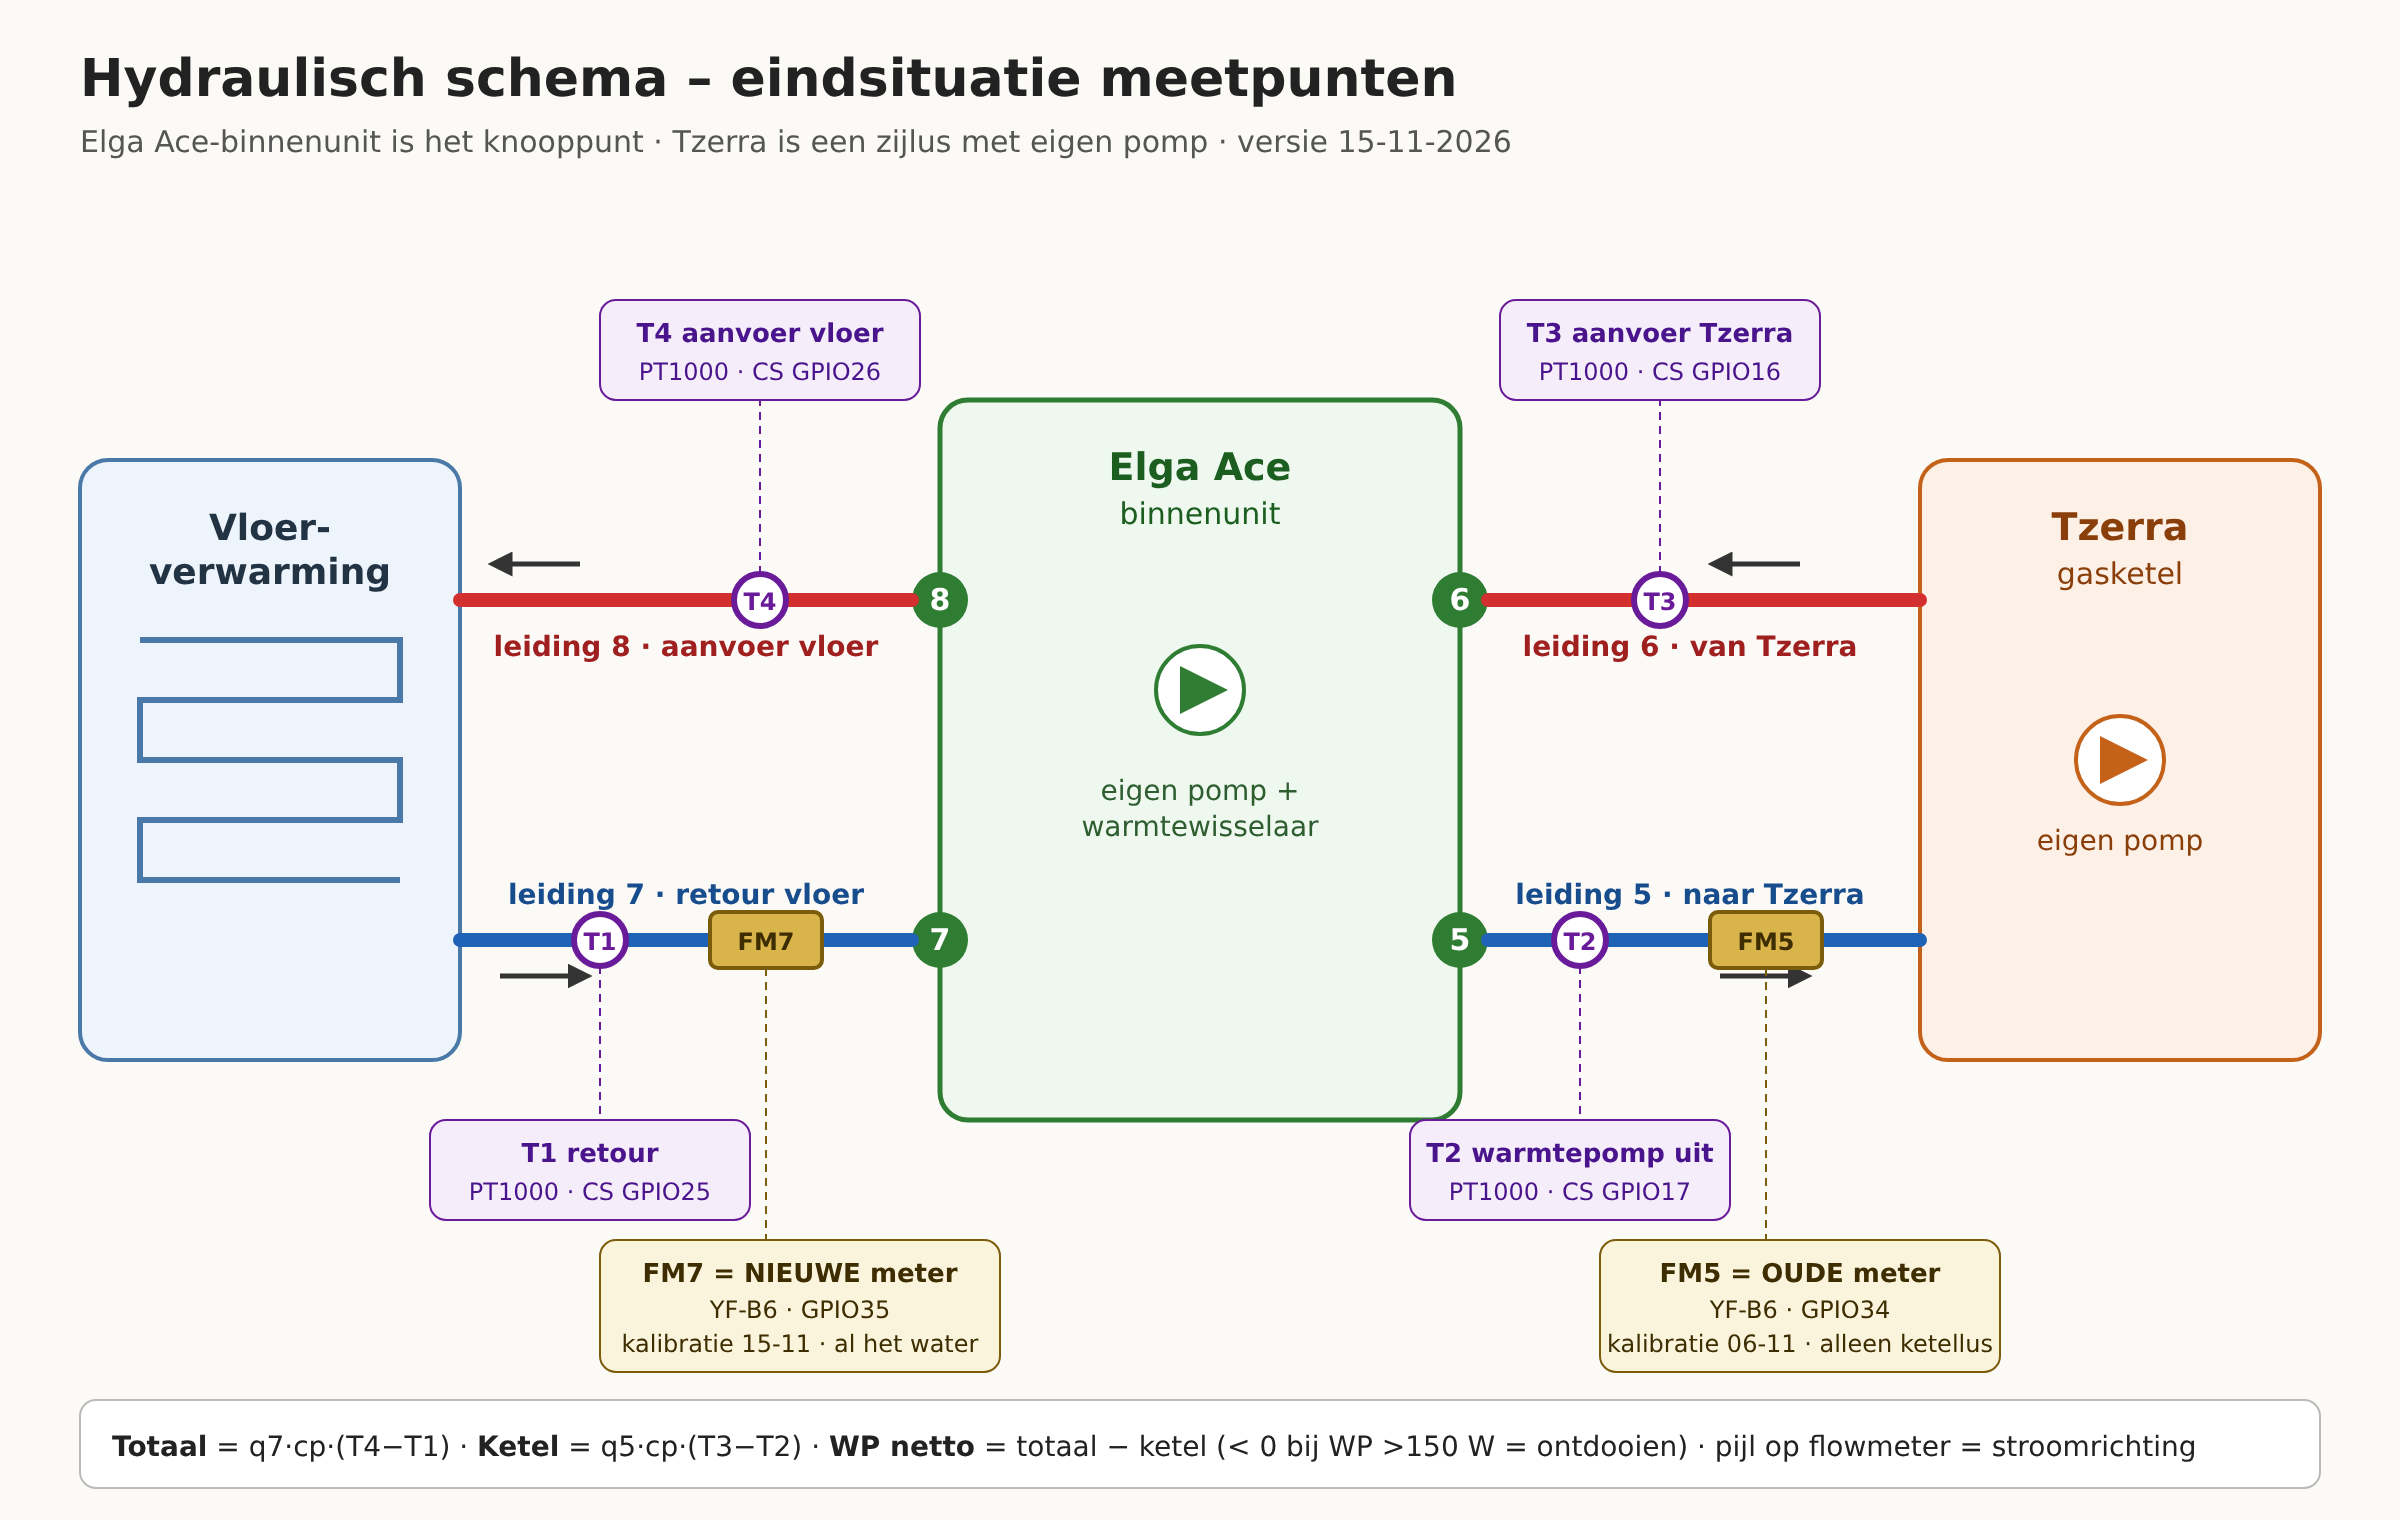 Hydraulisch schema – eindsituatie meetpunten
Elga Ace-binnenunit is het knooppunt · Tzerra is een zijlus met eigen pomp · versie 15-11-2026
T4 aanvoer vloer
PT1000 · CS GPIO26
T3 aanvoer Tzerra
PT1000 · CS GPIO16
Vloer-
verwarming
Elga Ace
binnenunit
Tzerra
gasketel
T4
8
6
T3
leiding 8 · aanvoer vloer
leiding 6 · van Tzerra
eigen pomp +
warmtewisselaar
eigen pomp
leiding 7 · retour vloer
leiding 5 · naar Tzerra
T1
FM7
7
5
T2
FM5
T1 retour
PT1000 · CS GPIO25
T2 warmtepomp uit
PT1000 · CS GPIO17
FM7 = NIEUWE meter
YF-B6 · GPIO35
kalibratie 15-11 · al het water
FM5 = OUDE meter
YF-B6 · GPIO34
kalibratie 06-11 · alleen ketellus
Totaal = q7·cp·(T4−T1) · Ketel = q5·cp·(T3−T2) · WP netto = totaal − ketel (< 0 bij WP >150 W = ontdooien) · pijl op flowmeter = stroomrichting